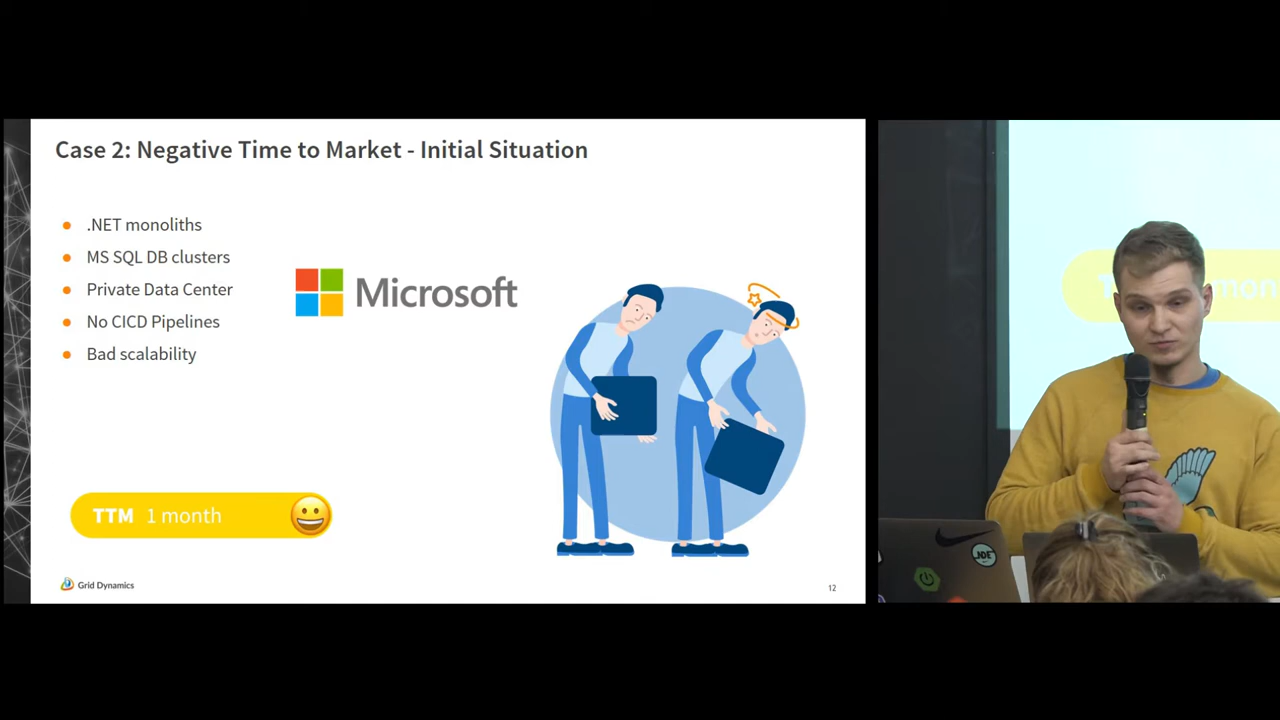 Case 2: Negative Time to Market - Initial Situation
.NET monoliths
MS SQL DB clusters
Private Data Center
No CICD Pipelines
Bad scalability
Microsoft
TTM 1 month
Grid Dynamics
12
JOE